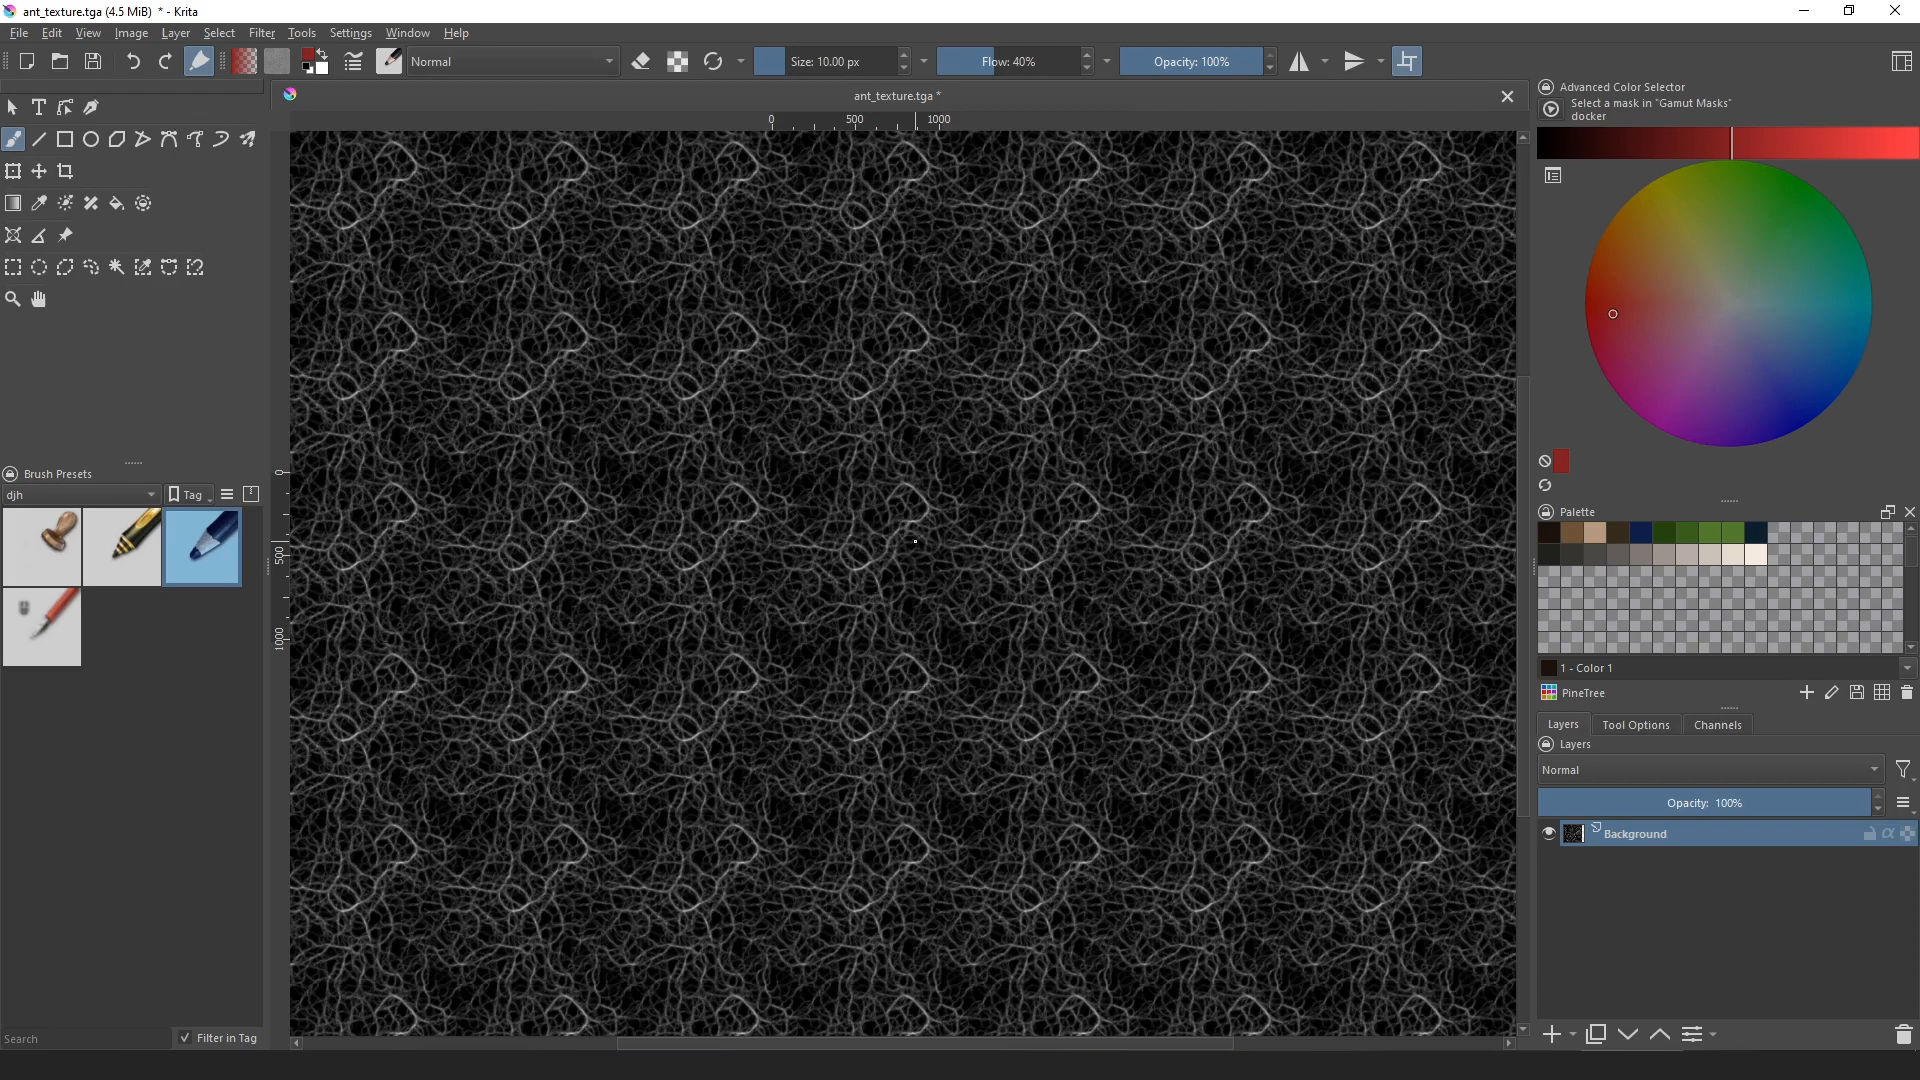 ant_texture.tga (4.5 MiB) * - Krita
File Edit View Image Layer Select Filter Tools Settings Window Help
Normal Size: 10.00 px Flow: 40% Opacity: 100%
ant_texture.tga *
0 500 1000
0
500
1000
Brush Presets
djh Tag
Search Filter in Tag
Advanced Color Selector
Select a mask in "Gamut Masks"
docker
Palette
1 - Color 1
PineTree
Layers Tool Options Channels
Layers
Normal
Opacity: 100%
Background